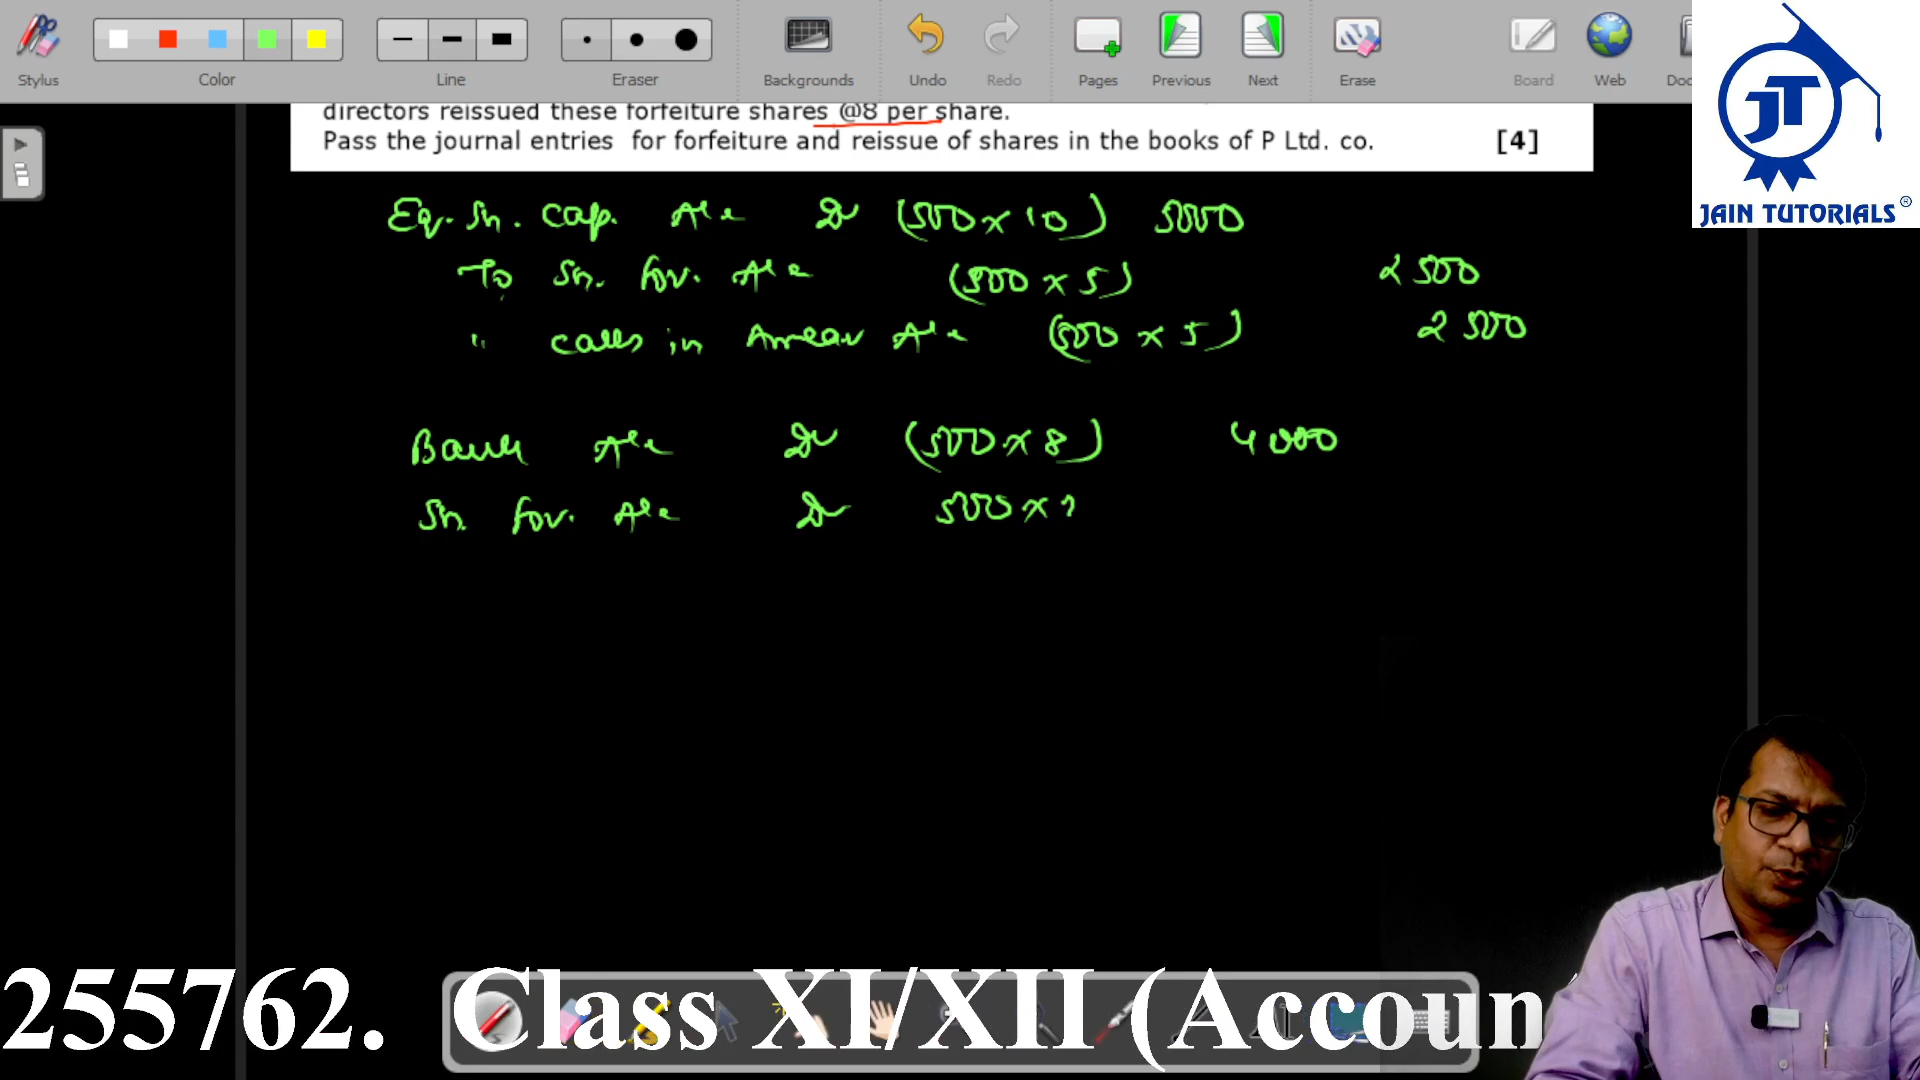 Stylus
Color
Line
Eraser
Backgrounds
Undo
Redo
Pages
Previous
Next
Erase
Board
Web
Doc
JT
JAIN TUTORIALS®
directors reissued these forfeiture shares @8 per share.
Pass the journal entries for forfeiture and reissue of shares in the books of P Ltd. co. [4]
Eq. Sh. Cap. A/c Dr (500 x 10) 5000
To Sh. For. A/c (500 x 5) 2500
" calls in Arrear A/c (500 x 5) 2500
Bank A/c Dr (500 x 8) 4000
Sh. For. A/c Dr 500 x
255762. Class XI/XII (Accoun